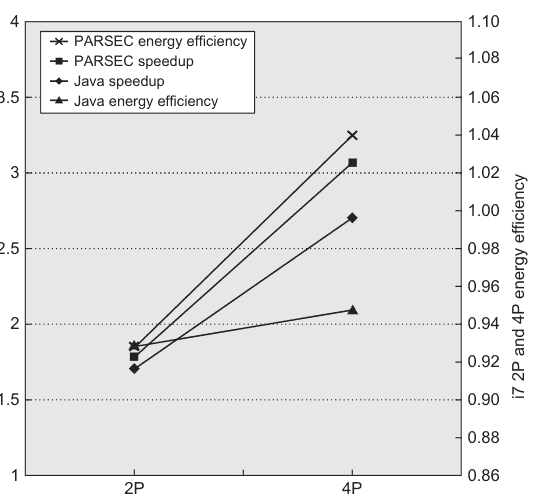 4
3.5
3
2.5
2
1.5
1
PARSEC energy efficiency
PARSEC speedup
Java speedup
Java energy efficiency
1.10
1.08
1.06
1.04
1.02
1.00
0.98
0.96
0.94
0.92
0.90
0.88
0.86
i7 2P and 4P energy efficiency
2P
4P